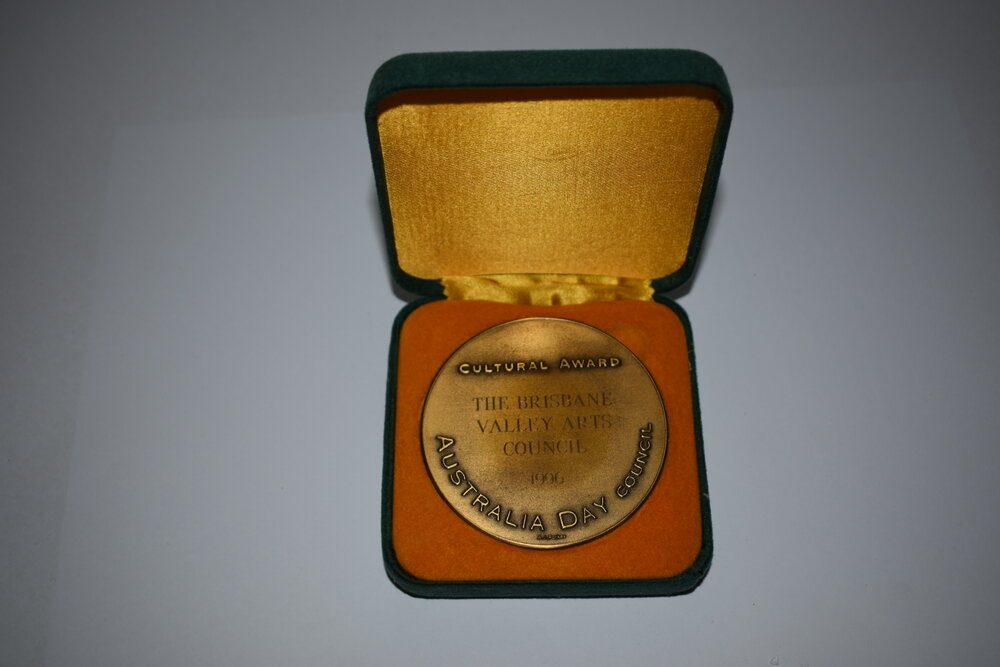 CULTURAL AWARD
THE BRISBANE
VALLEY ARTS
COUNCIL
1996
AUSTRALIA DAY COUNCIL